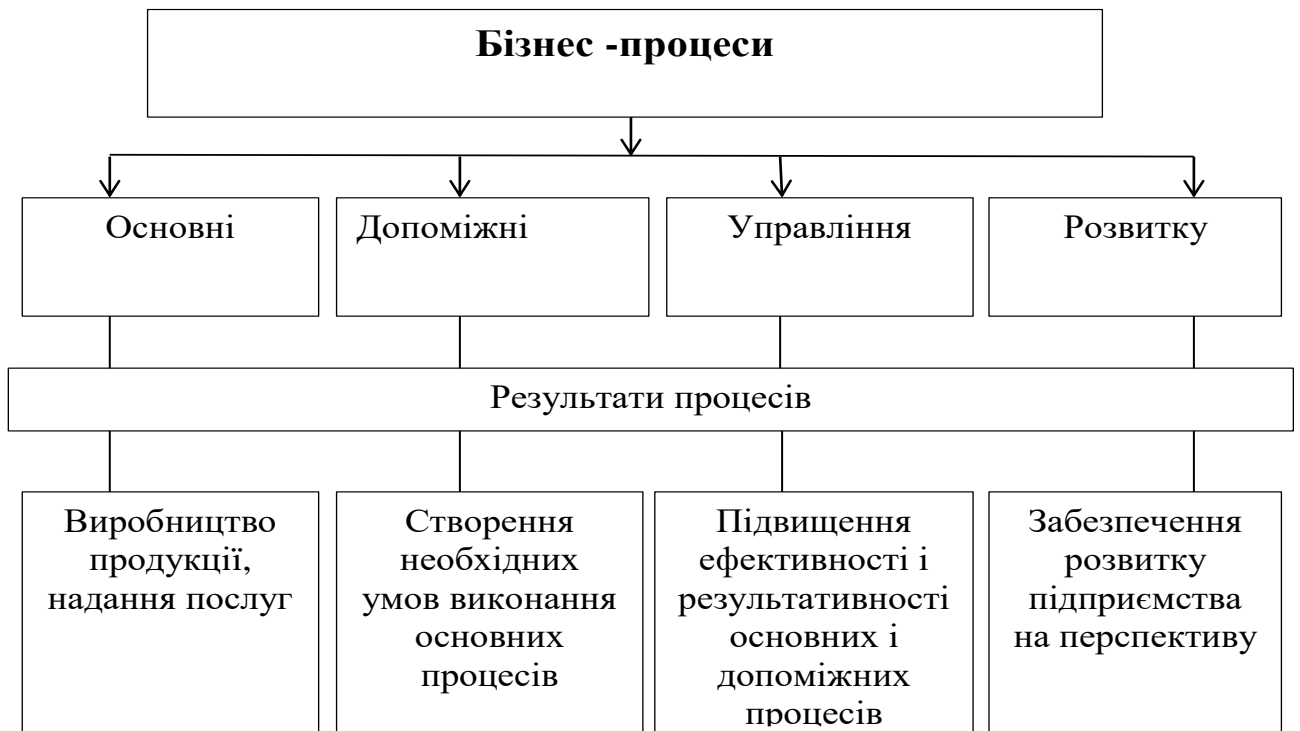 Бізнес -процеси
Основні
Допоміжні
Управління
Розвитку
Результати процесів
Виробництво
продукції,
надання послуг
Створення
необхідних
умов виконання
основних
процесів
Підвищення
ефективності і
результативності
основних і
допоміжних
процесів
Забезпечення
розвитку
підприємства
на перспективу